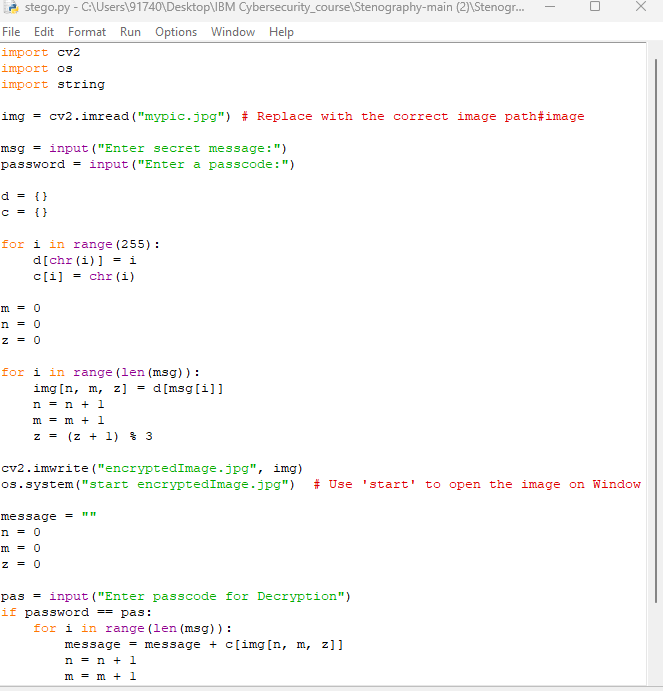 stego.py - C:\Users\91740\Desktop\IBM Cybersecurity_course\Stenography-main (2)\Stenogr...
File Edit Format Run Options Window Help
import cv2
import os
import string

img = cv2.imread("mypic.jpg") # Replace with the correct image path#image

msg = input("Enter secret message:")
password = input("Enter a passcode:")

d = {}
c = {}

for i in range(255):
    d[chr(i)] = i
    c[i] = chr(i)

m = 0
n = 0
z = 0

for i in range(len(msg)):
    img[n, m, z] = d[msg[i]]
    n = n + 1
    m = m + 1
    z = (z + 1) % 3

cv2.imwrite("encryptedImage.jpg", img)
os.system("start encryptedImage.jpg")  # Use 'start' to open the image on Window

message = ""
n = 0
m = 0
z = 0

pas = input("Enter passcode for Decryption")
if password == pas:
    for i in range(len(msg)):
        message = message + c[img[n, m, z]]
        n = n + 1
        m = m + 1